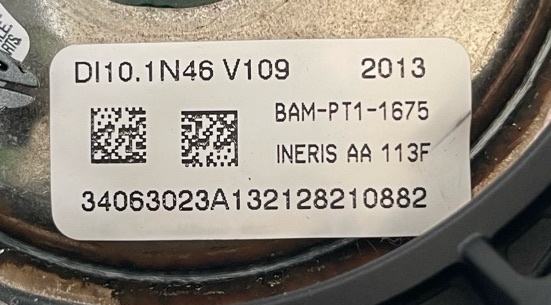 DI10.1N46 V109 2013
BAM-PT1-1675
INERIS AA 113F
34063023A132128210882